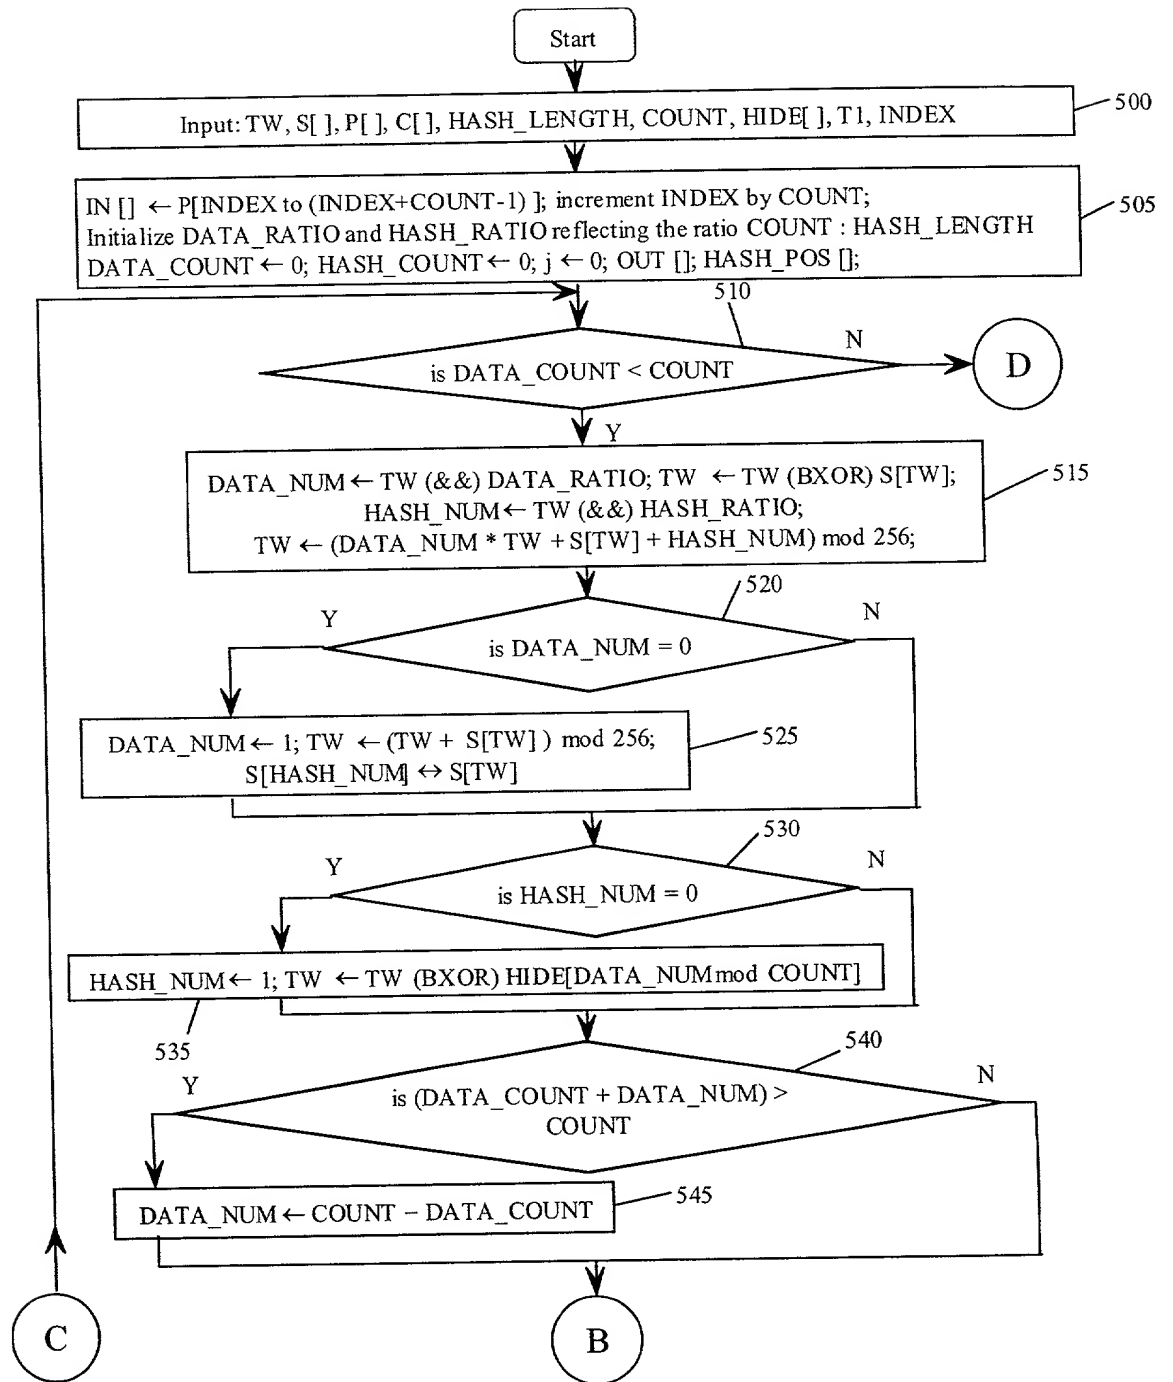 Start
Input: TW, S[ ], P[ ], C[ ], HASH_LENGTH, COUNT, HIDE[ ], T1, INDEX
500
IN [] ← P[INDEX to (INDEX+COUNT-1) ]; increment INDEX by COUNT;
Initialize DATA_RATIO and HASH_RATIO reflecting the ratio COUNT : HASH_LENGTH
DATA_COUNT ← 0; HASH_COUNT ← 0; j ← 0; OUT []; HASH_POS [];
505
510
is DATA_COUNT < COUNT
N
D
Y
DATA_NUM ← TW (&&) DATA_RATIO; TW ← TW (BXOR) S[TW];
HASH_NUM ← TW (&&) HASH_RATIO;
TW ← (DATA_NUM * TW + S[TW] + HASH_NUM) mod 256;
515
520
Y
N
is DATA_NUM = 0
DATA_NUM ← 1; TW ← (TW + S[TW] ) mod 256;
S[HASH_NUM] ↔ S[TW]
525
530
Y
N
is HASH_NUM = 0
HASH_NUM ← 1; TW ← TW (BXOR) HIDE[DATA_NUM mod COUNT]
535
540
Y
N
is (DATA_COUNT + DATA_NUM) >
COUNT
DATA_NUM ← COUNT – DATA_COUNT
545
C
B